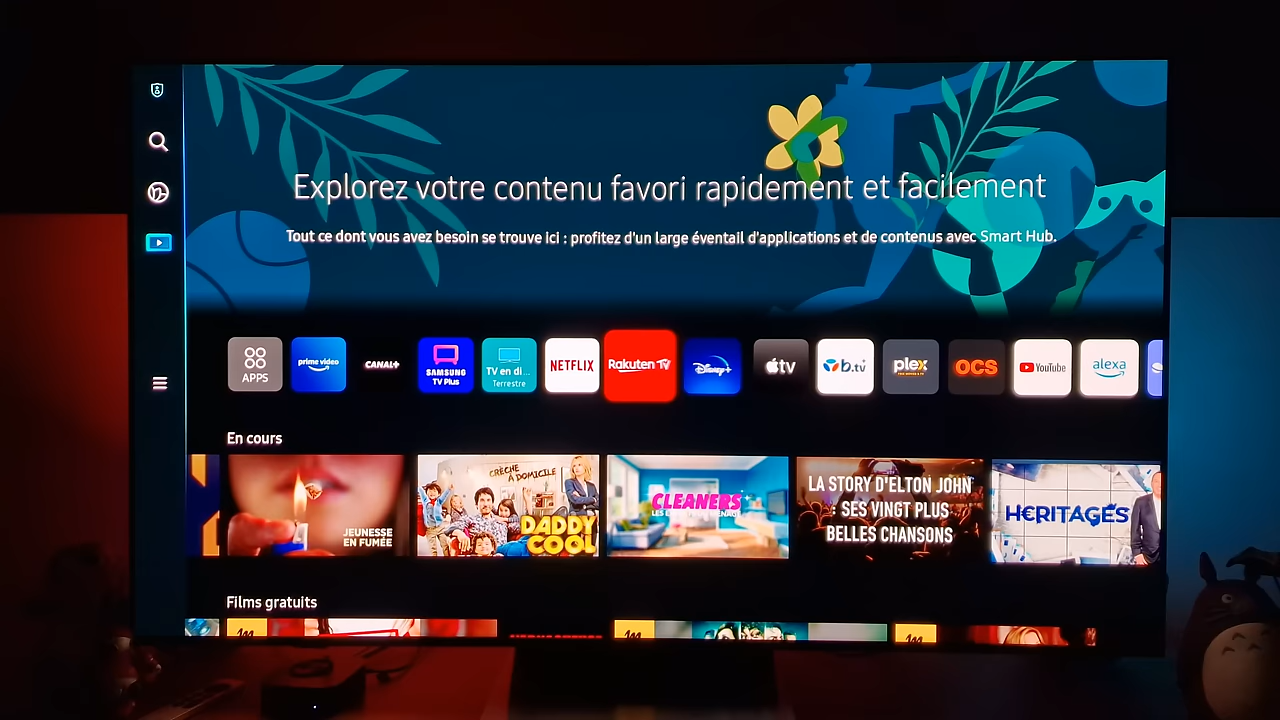 Explorez votre contenu favori rapidement et facilement
Tout ce dont vous avez besoin se trouve ici : profitez d'un large éventail d'applications et de contenus avec Smart Hub.
APPS
prime video
CANAL+
SAMSUNG
TV Plus
TV en di...
Terrestre
NETFLIX
Rakuten TV
Disney+
tv
b.tv
plex
OCS
YouTube
alexa
En cours
JEUNESSE
EN FUMÉE
CRÈCHE
À DOMICILE
DADDY
COOL
CLEANERS
LA STORY D'ELTON JOHN
: SES VINGT PLUS
BELLES CHANSONS
HÉRITAGES
Films gratuits